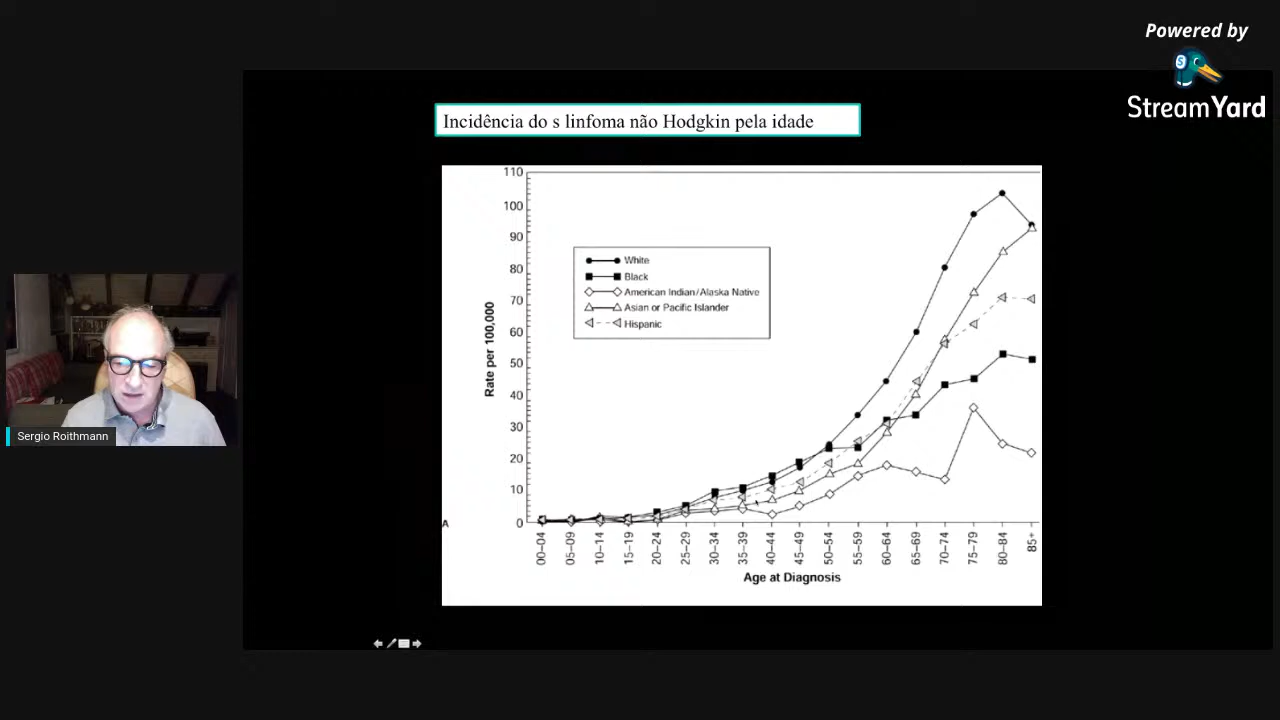 Powered by
StreamYard
Incidência do s linfoma não Hodgkin pela idade
110
100
90
80
70
60
50
40
30
20
10
0
Rate per 100,000
White
Black
American Indian/Alaska Native
Asian or Pacific Islander
Hispanic
A
00–04
05–09
10–14
15–19
20–24
25–29
30–34
35–39
40–44
45–49
50–54
55–59
60–64
65–69
70–74
75–79
80–84
85+
Age at Diagnosis
Sergio Roithmann